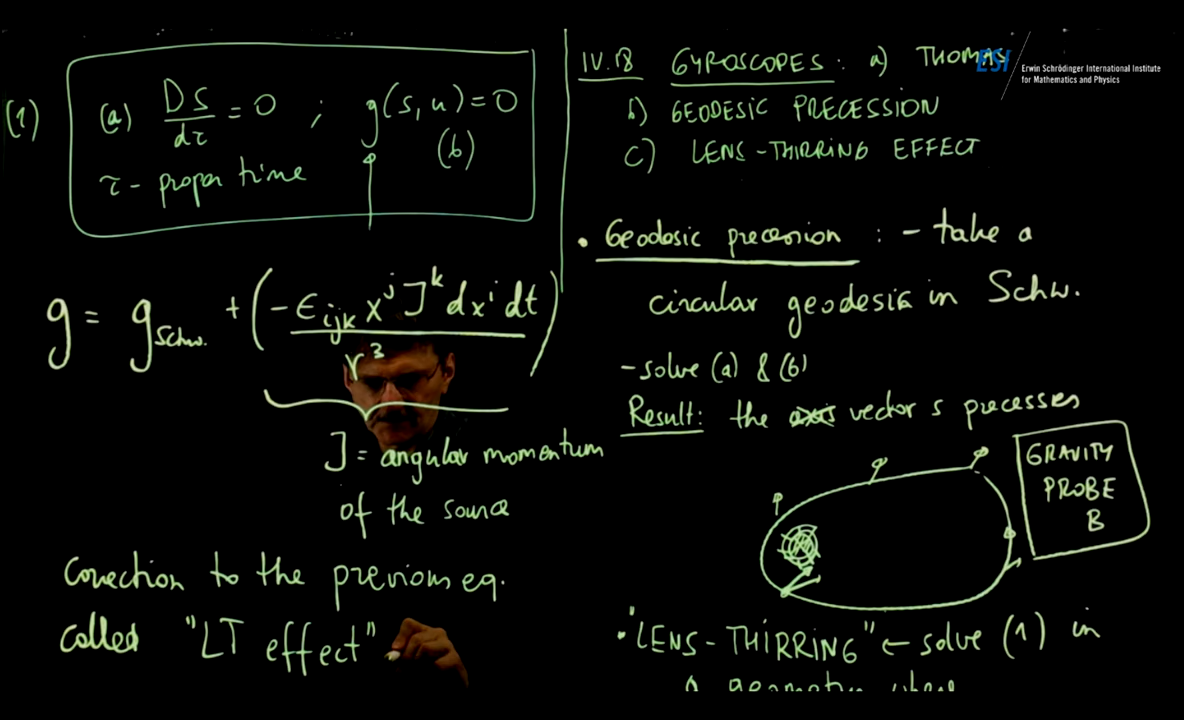 (1) (a) DS/dτ = 0 ; g(s, u) = 0
(b)
τ - proper time
g = g_Schw. + (-ϵ_ijk x^j J^k dx^i dt / r^3)
J = angular momentum
of the source
correction to the previous eq.
called "LT effect"
IV.18 GYROSCOPES : a) THOMAS
b) GEODESIC PRECESSION
c) LENS-THIRRING EFFECT
• Geodesic precession : - take a
circular geodesic in Schw.
- solve (a) & (b)
Result: the axis vector s precesses
GRAVITY
PROBE
B
• "LENS-THIRRING" ← solve (1) in
a geometry where
ESI
Erwin Schrödinger International Institute
for Mathematics and Physics